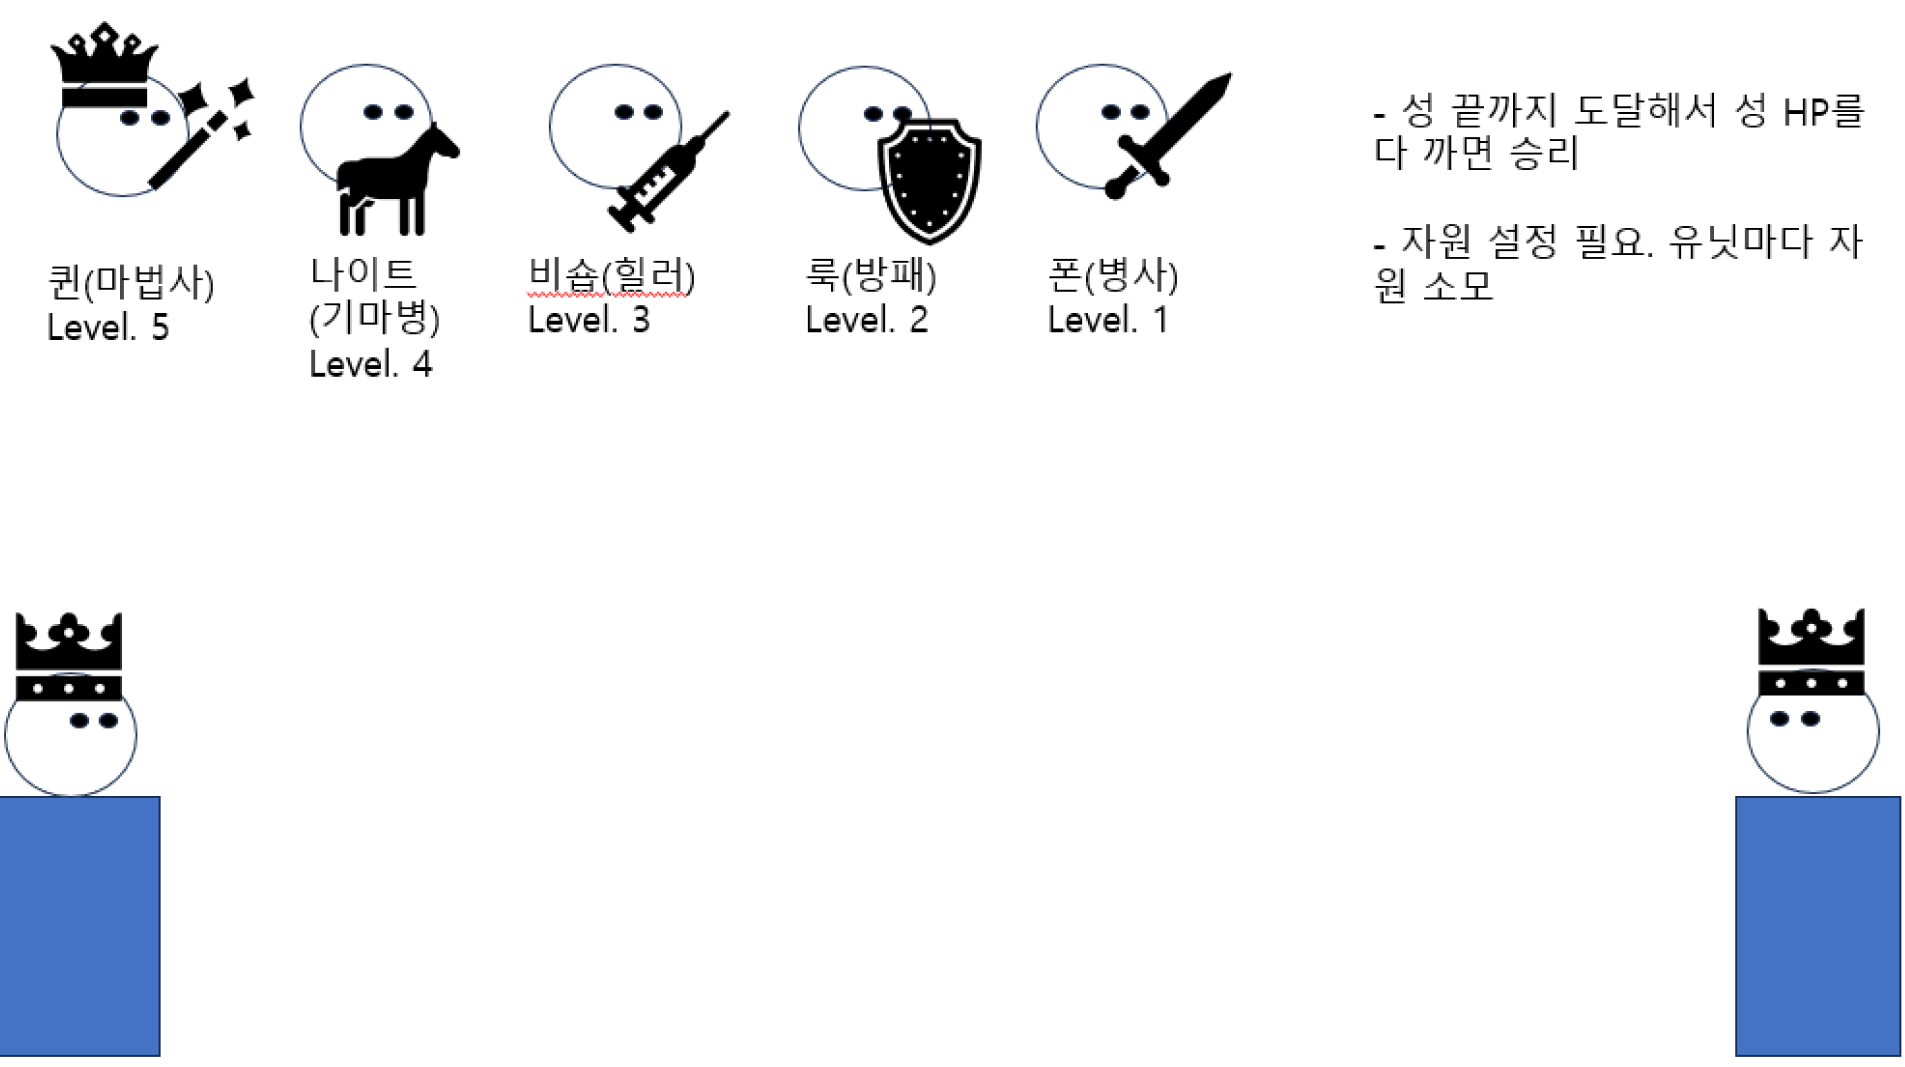 퀸(마법사)
Level. 5
나이트
(기마병)
Level. 4
비숍(힐러)
Level. 3
룩(방패)
Level. 2
폰(병사)
Level. 1
- 성 끝까지 도달해서 성 HP를
다 까면 승리
- 자원 설정 필요. 유닛마다 자
원 소모